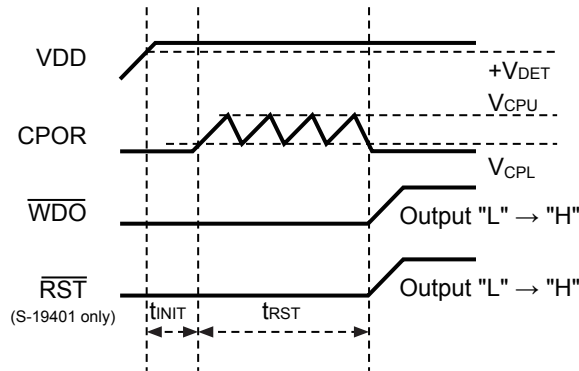 VDD
+VDET
VCPU
CPOR
VCPL
WDO
Output "L" → "H"
RST
(S-19401 only)
Output "L" → "H"
tINIT
tRST